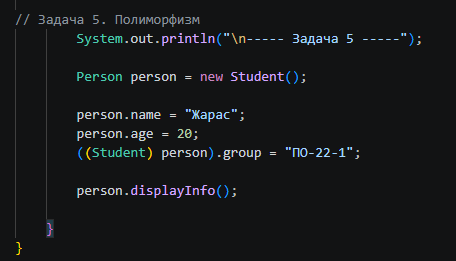 // Задача 5. Полиморфизм
System.out.println("\n----- Задача 5 -----");
Person person = new Student();
person.name = "Жарас";
person.age = 20;
((Student) person).group = "ПО-22-1";
person.displayInfo();
}
}